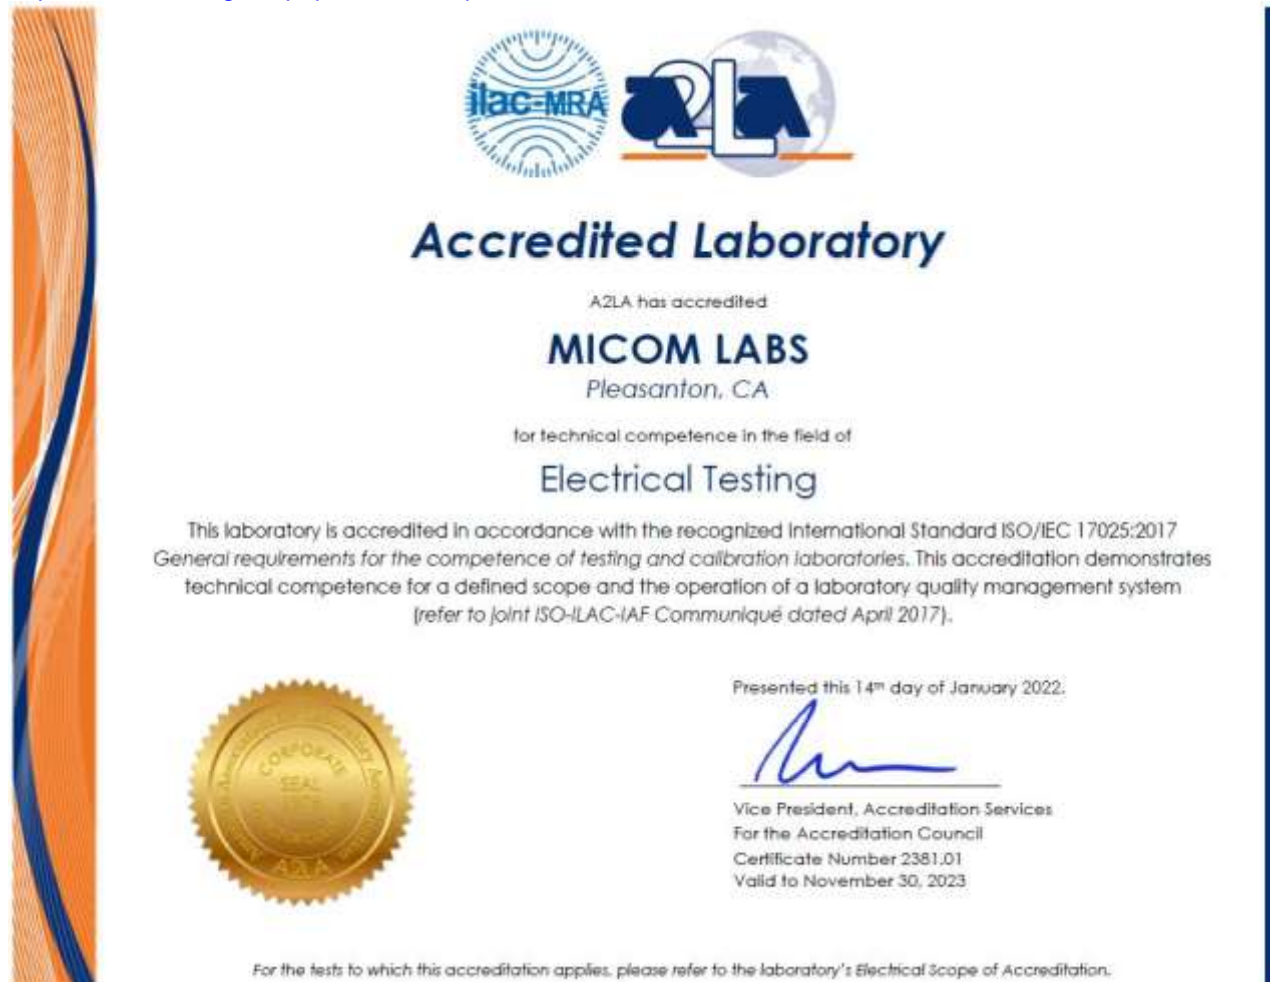 ilac-MRA
A2LA
Accredited Laboratory
A2LA has accredited
MICOM LABS
Pleasanton, CA
for technical competence in the field of
Electrical Testing
This laboratory is accredited in accordance with the recognized International Standard ISO/IEC 17025:2017
General requirements for the competence of testing and calibration laboratories. This accreditation demonstrates
technical competence for a defined scope and the operation of a laboratory quality management system
(refer to joint ISO-ILAC-IAF Communiqué dated April 2017).
Presented this 14th day of January 2022.
CORPORATE
SEAL
A2LA
Vice President, Accreditation Services
For the Accreditation Council
Certificate Number 2381.01
Valid to November 30, 2023
For the tests to which this accreditation applies, please refer to the laboratory's Electrical Scope of Accreditation.